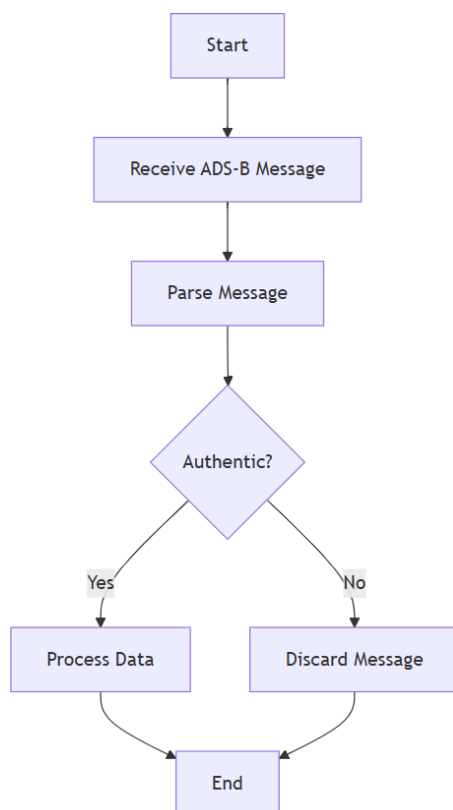 Start
Receive ADS-B Message
Parse Message
Authentic?
Yes
No
Process Data
Discard Message
End